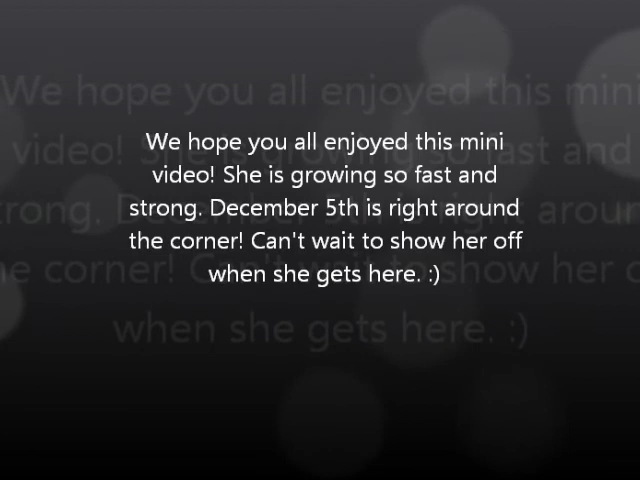 We hope you all enjoyed this mini
video! She is growing so fast and
strong. December 5th is right around
the corner! Can't wait to show her off
when she gets here. :)